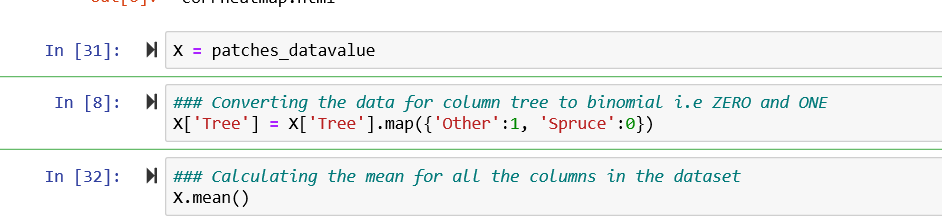 In [31]: X = patches_datavalue
In [8]: ### Converting the data for column tree to binomial i.e ZERO and ONE
X['Tree'] = X['Tree'].map({'Other':1, 'Spruce':0})
In [32]: ### Calculating the mean for all the columns in the dataset
X.mean()